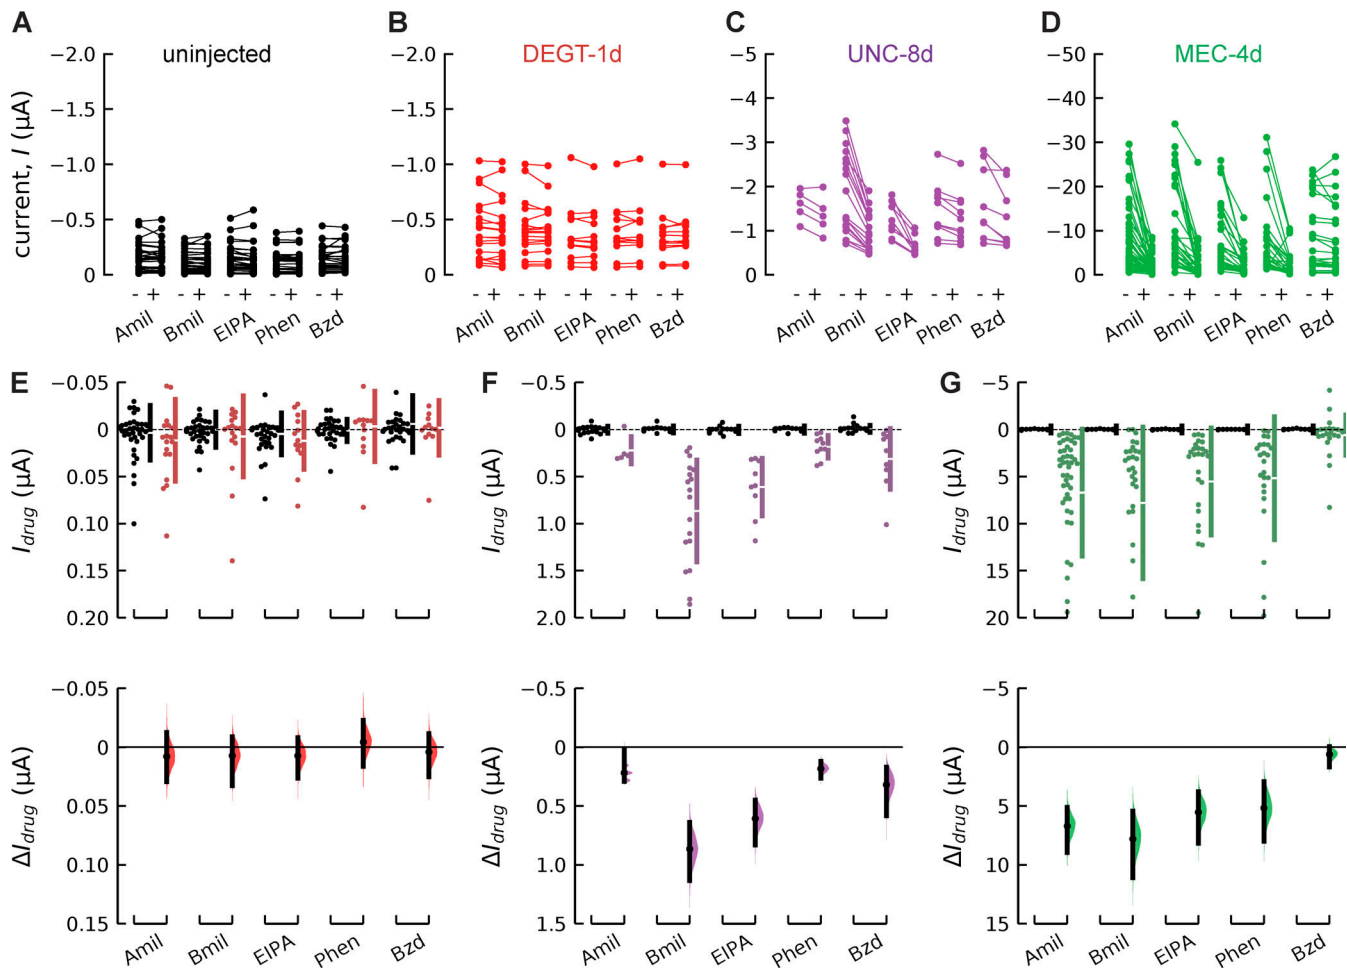 A
uninjected
−2.0
−1.5
−1.0
−0.5
0
current, I (µA)
- + - + - + - + - +
Amil Bmil EIPA Phen Bzd
B
DEGT-1d
−2.0
−1.5
−1.0
−0.5
0
- + - + - + - + - +
Amil Bmil EIPA Phen Bzd
C
UNC-8d
−5
−4
−3
−2
−1
0
- + - + - + - + - +
Amil Bmil EIPA Phen Bzd
D
MEC-4d
−50
−40
−30
−20
−10
0
- + - + - + - + - +
Amil Bmil EIPA Phen Bzd
E
−0.05
0
0.05
0.10
0.15
0.20
Idrug (µA)
−0.05
0
0.05
0.10
0.15
ΔIdrug (µA)
Amil Bmil EIPA Phen Bzd
F
−0.5
0
0.5
1.0
1.5
2.0
Idrug (µA)
−0.5
0
0.5
1.0
1.5
ΔIdrug (µA)
Amil Bmil EIPA Phen Bzd
G
−5
0
5
10
15
20
Idrug (µA)
−5
0
5
10
15
ΔIdrug (µA)
Amil Bmil EIPA Phen Bzd